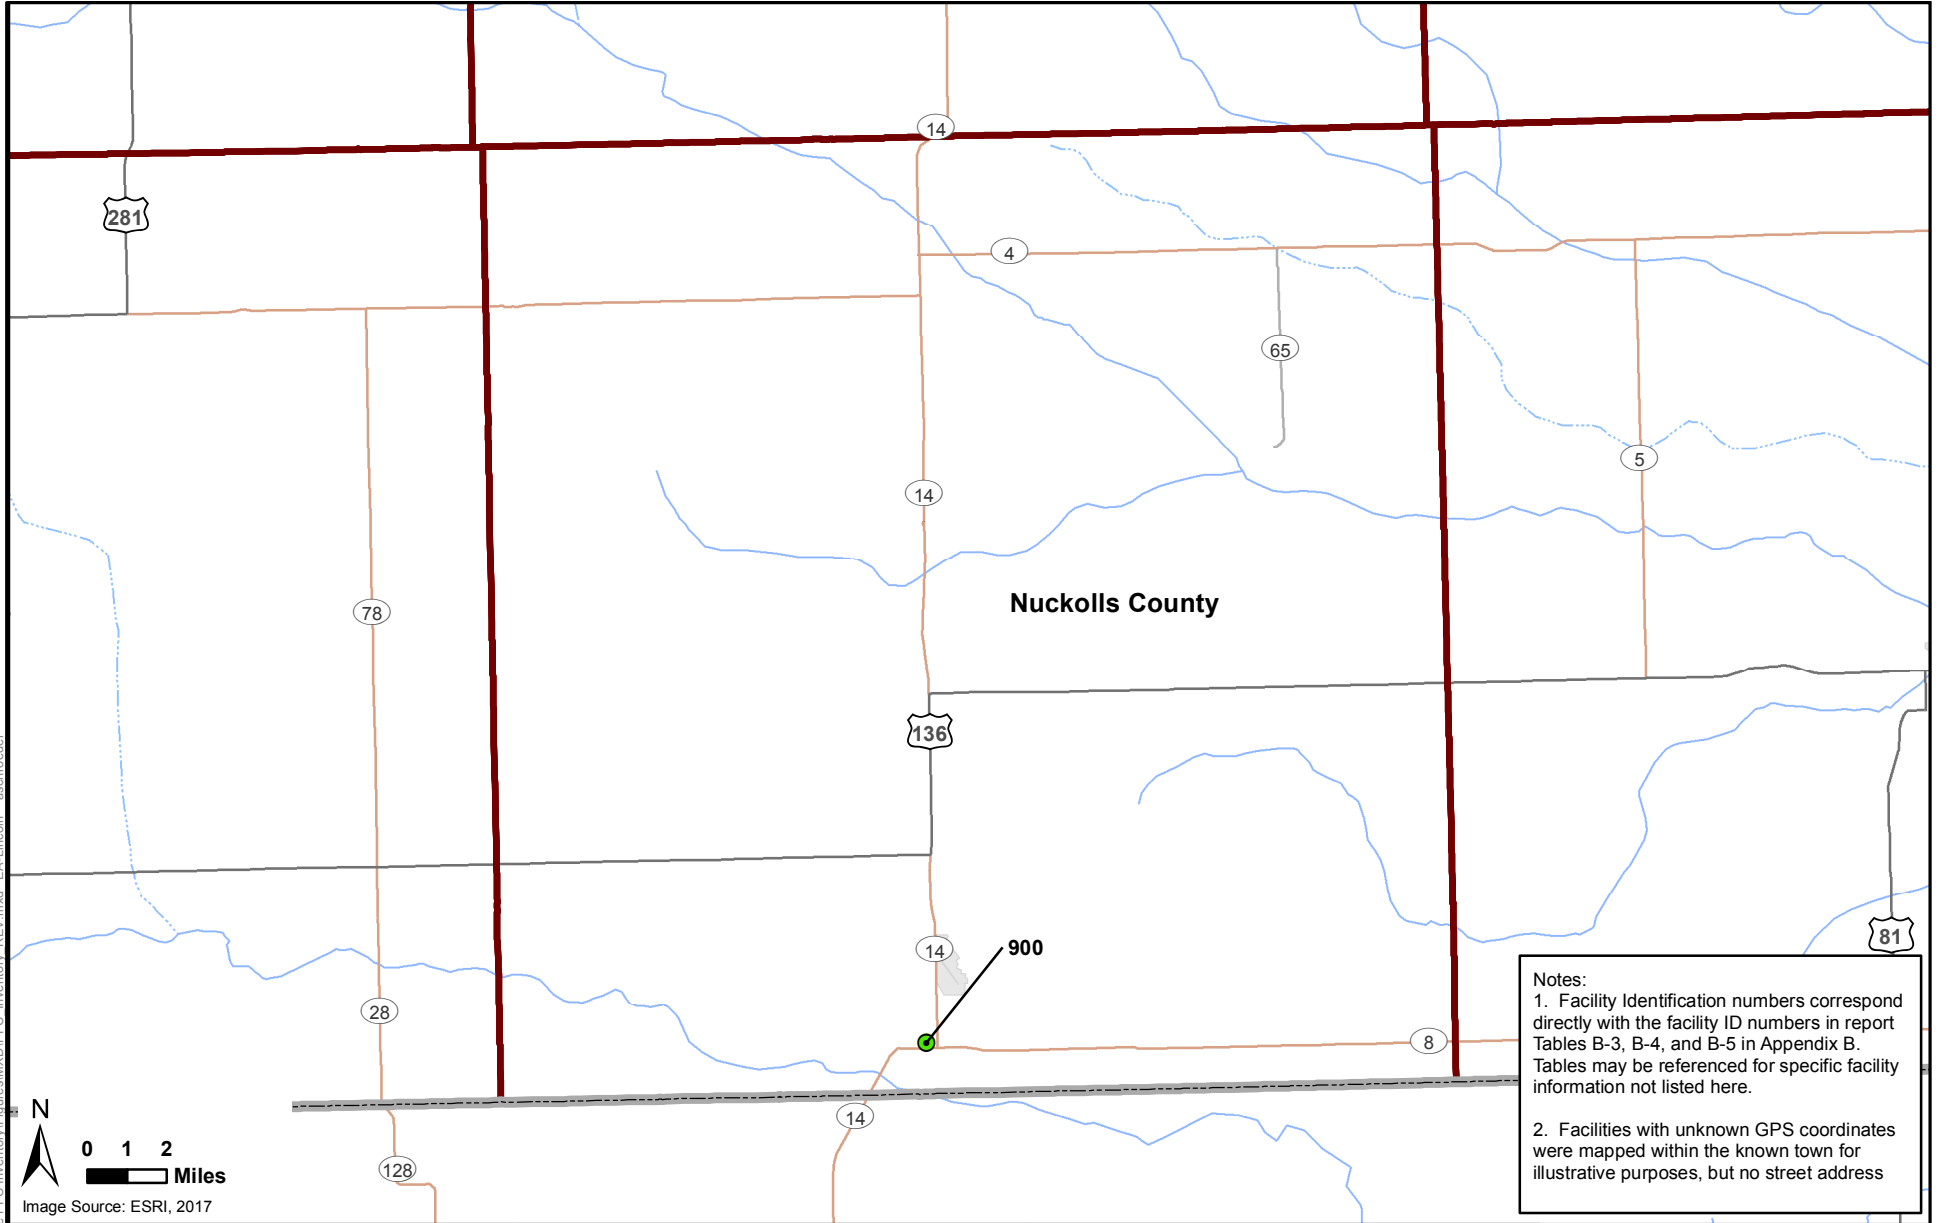 14
281
4
65
5
14
78
Nuckolls County
136
14
900
81
28
8
14
128
N
0 1 2
Miles
Image Source: ESRI, 2017
Notes:
1. Facility Identification numbers correspond
directly with the facility ID numbers in report
Tables B-3, B-4, and B-5 in Appendix B.
Tables may be referenced for specific facility
information not listed here.
2. Facilities with unknown GPS coordinates
were mapped within the known town for
illustrative purposes, but no street address